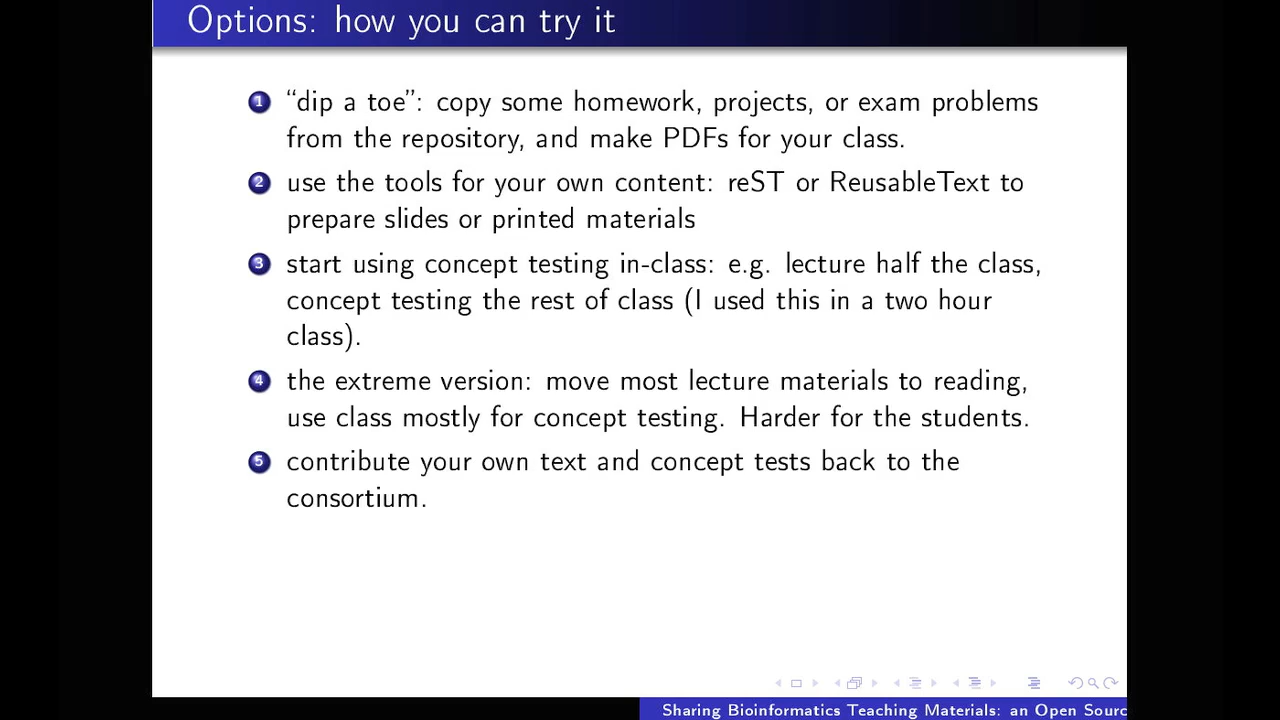 Options: how you can try it
1 “dip a toe”: copy some homework, projects, or exam problems
from the repository, and make PDFs for your class.
2 use the tools for your own content: reST or ReusableText to
prepare slides or printed materials
3 start using concept testing in-class: e.g. lecture half the class,
concept testing the rest of class (I used this in a two hour
class).
4 the extreme version: move most lecture materials to reading,
use class mostly for concept testing. Harder for the students.
5 contribute your own text and concept tests back to the
consortium.
Sharing Bioinformatics Teaching Materials: an Open Sourc